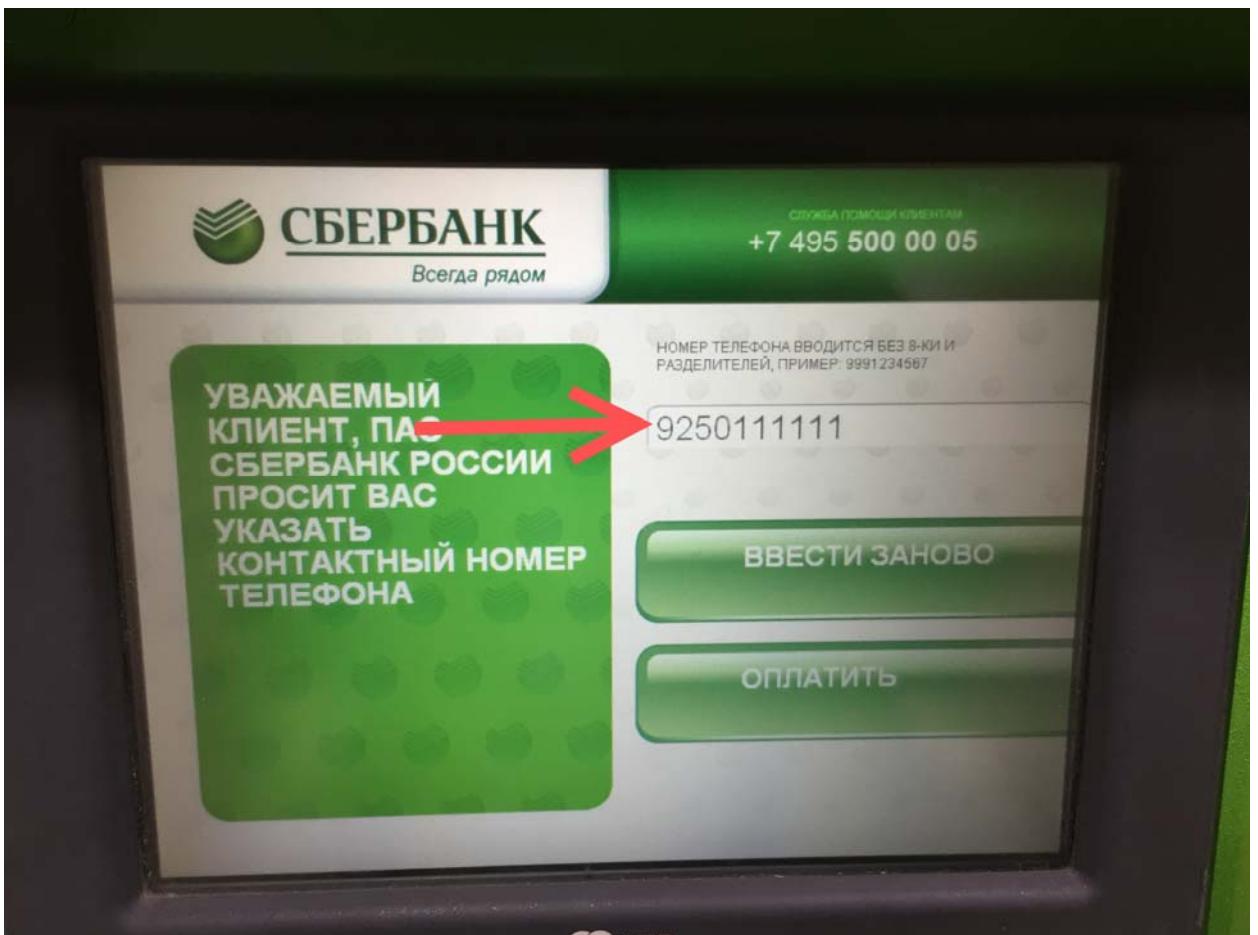 СБЕРБАНК
Всегда рядом
СЛУЖБА ПОМОЩИ КЛИЕНТАМ
+7 495 500 00 05
УВАЖАЕМЫЙ
КЛИЕНТ, ПАО
СБЕРБАНК РОССИИ
ПРОСИТ ВАС
УКАЗАТЬ
КОНТАКТНЫЙ НОМЕР
ТЕЛЕФОНА
НОМЕР ТЕЛЕФОНА ВВОДИТСЯ БЕЗ 8-КИ И
РАЗДЕЛИТЕЛЕЙ, ПРИМЕР: 9991234567
9250111111
ВВЕСТИ ЗАНОВО
ОПЛАТИТЬ